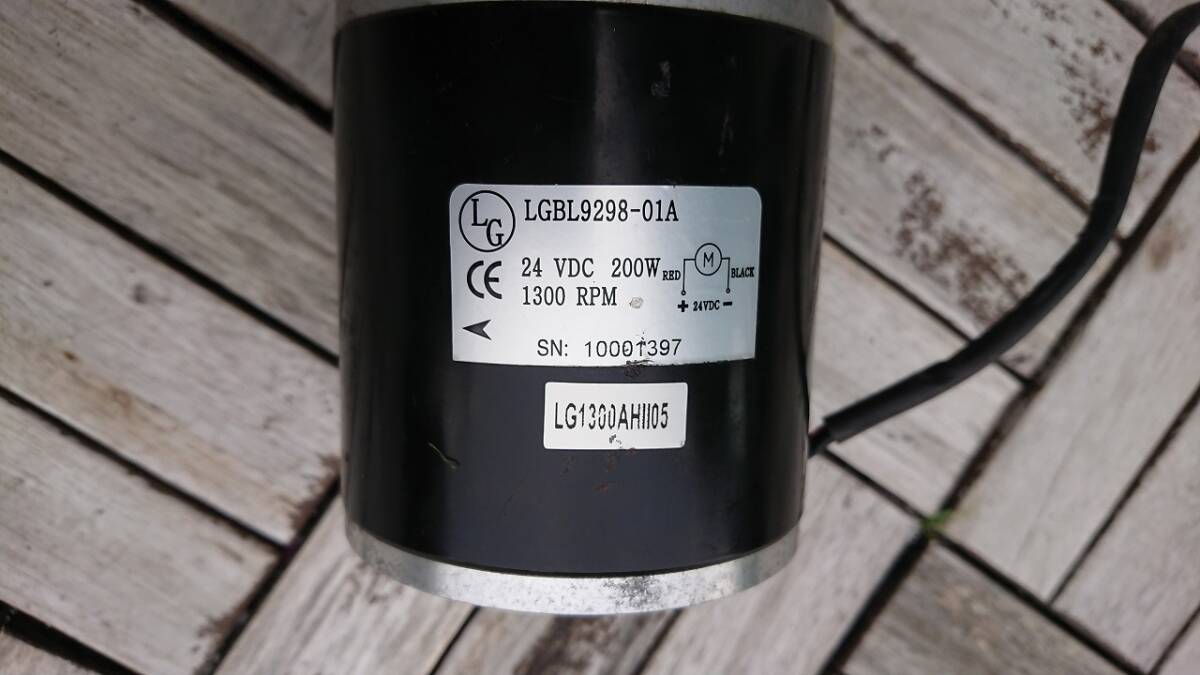 LG
LGBL9298-01A
CE
24 VDC 200W
1300 RPM
RED
M
BLACK
+ 24VDC -
SN: 10001397
LG1300AHII05